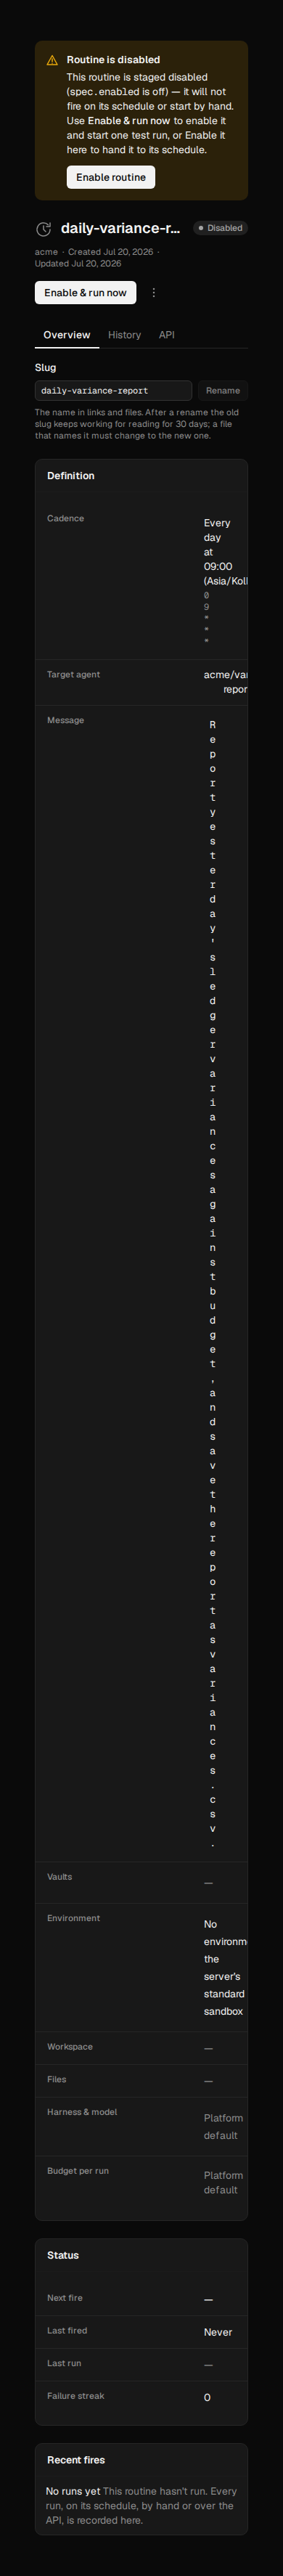 Routine is disabled
This routine is staged disabled
(spec.enabled is off) — it will not
fire on its schedule or start by hand.
Use Enable & run now to enable it
and start one test run, or Enable it
here to hand it to its schedule.
Enable routine
daily-variance-r...
Disabled
acme · Created Jul 20, 2026 ·
Updated Jul 20, 2026
Enable & run now
Overview
History
API
Slug
daily-variance-report
Rename
The name in links and files. After a rename the old
slug keeps working for reading for 30 days; a file
that names it must change to the new one.
Definition
Cadence
Every
day
at
09:00
(Asia/Kol
0
9
*
*
*
Target agent
acme/var
repor
Message
R
e
p
o
r
t
y
e
s
t
e
r
d
a
y
'
s
l
e
d
g
e
r
v
a
r
i
a
n
c
e
s
a
g
a
i
n
s
t
b
u
d
g
e
t
,
a
n
d
s
a
v
e
t
h
e
r
e
p
o
r
t
a
s
v
a
r
i
a
n
c
e
s
.
c
s
v
.
Vaults
—
Environment
No
environme
the
server's
standard
sandbox
Workspace
—
Files
—
Harness & model
Platform
default
Budget per run
Platform
default
Status
Next fire
—
Last fired
Never
Last run
—
Failure streak
0
Recent fires
No runs yet This routine hasn't run. Every
run, on its schedule, by hand or over the
API, is recorded here.